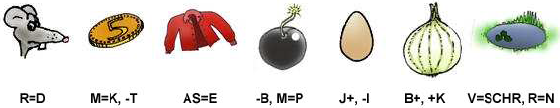 R=D M=K, -T AS=E -B, M=P J+, -I B+, +K V=SCHR, R=N